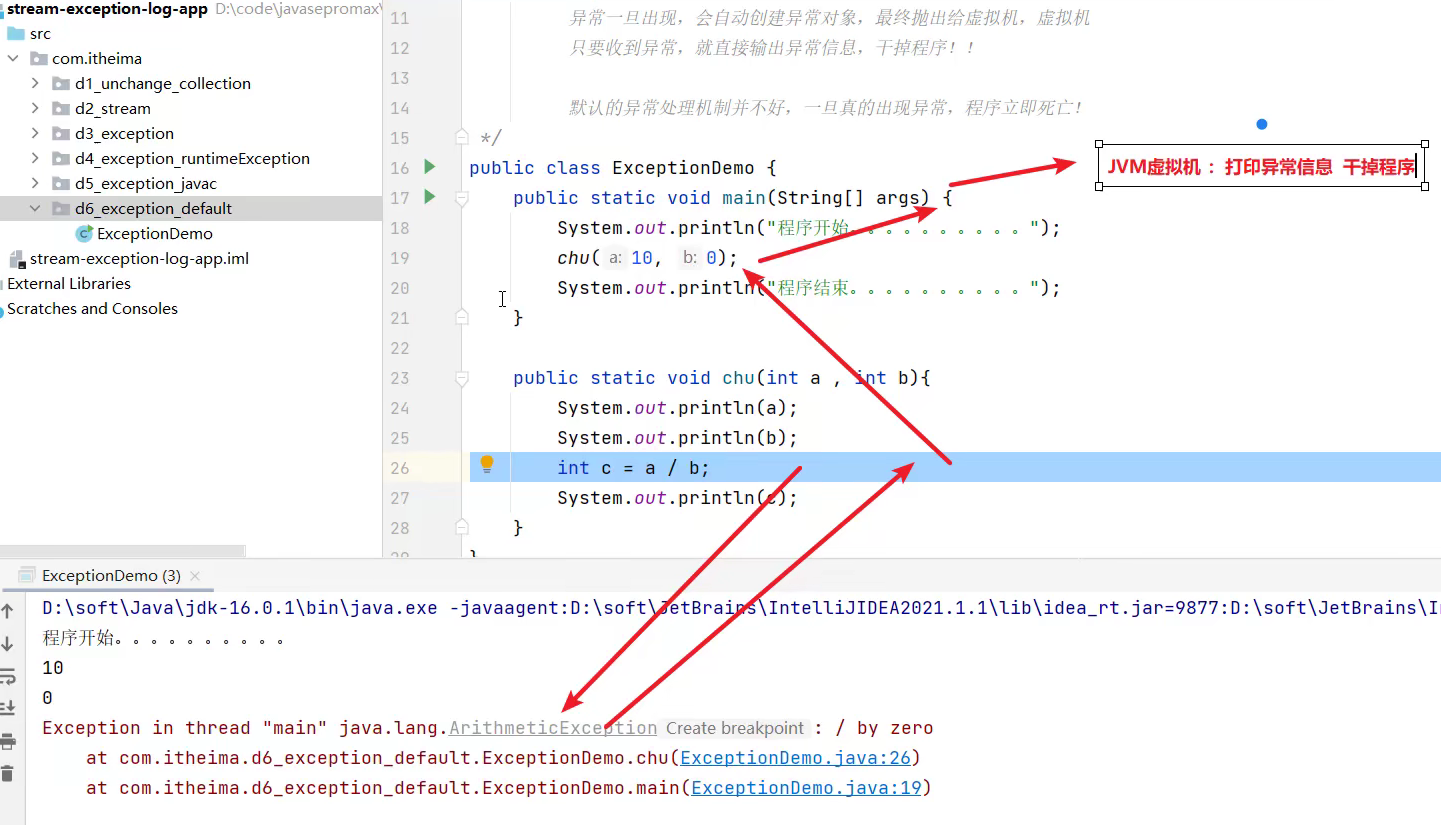 stream-exception-log-app D:\code\javasepromax\
src
com.itheima
d1_unchange_collection
d2_stream
d3_exception
d4_exception_runtimeException
d5_exception_javac
d6_exception_default
ExceptionDemo
stream-exception-log-app.iml
External Libraries
Scratches and Consoles
11 异常一旦出现，会自动创建异常对象，最终抛出给虚拟机，虚拟机
12 只要收到异常，就直接输出异常信息，干掉程序！！
13
14 默认的异常处理机制并不好，一旦真的出现异常，程序立即死亡！
15 */
16 public class ExceptionDemo {
17 public static void main(String[] args) {
18 System.out.println("程序开始。。。。。。。。。。");
19 chu( a: 10, b: 0);
20 System.out.println("程序结束。。。。。。。。。。");
21 }
22
23 public static void chu(int a , int b){
24 System.out.println(a);
25 System.out.println(b);
26 int c = a / b;
27 System.out.println(c);
28 }
JVM虚拟机 ：打印异常信息 干掉程序
ExceptionDemo (3)
D:\soft\Java\jdk-16.0.1\bin\java.exe -javaagent:D:\soft\JetBrains\IntelliJIDEA2021.1.1\lib\idea_rt.jar=9877:D:\soft\JetBrains\I
程序开始。。。。。。。。。。
10
0
Exception in thread "main" java.lang.ArithmeticException Create breakpoint : / by zero
at com.itheima.d6_exception_default.ExceptionDemo.chu(ExceptionDemo.java:26)
at com.itheima.d6_exception_default.ExceptionDemo.main(ExceptionDemo.java:19)